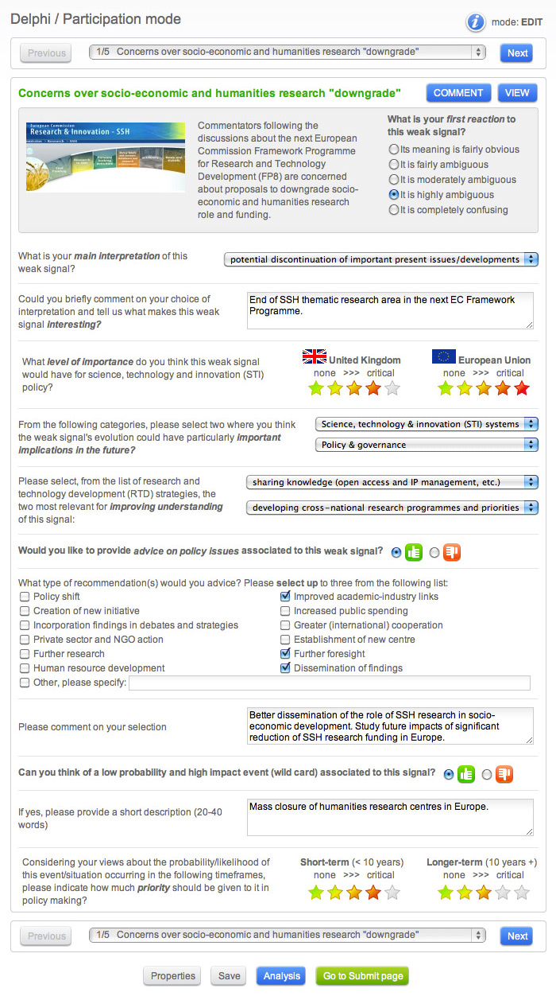 Delphi / Participation mode
mode: EDIT
Previous
1/5 Concerns over socio-economic and humanities research "downgrade"
Next
Concerns over socio-economic and humanities research "downgrade"
COMMENT
VIEW
European Commission
Research & Innovation - SSH
Commentators following the
discussions about the next European
Commission Framework Programme
for Research and Technology
Development (FP8) are concerned
about proposals to downgrade socio-
economic and humanities research
role and funding.
What is your first reaction to
this weak signal?
Its meaning is fairly obvious
It is fairly ambiguous
It is moderately ambiguous
It is highly ambiguous
It is completely confusing
What is your main interpretation of this
weak signal?
potential discontinuation of important present issues/developments
Could you briefly comment on your choice of
interpretation and tell us what makes this weak
signal interesting?
End of SSH thematic research area in the next EC Framework
Programme.
What level of importance do you think this weak signal
would have for science, technology and innovation (STI)
policy?
United Kingdom
none >>> critical
European Union
none >>> critical
From the following categories, please select two where you think
the weak signal's evolution could have particularly important
implications in the future?
Science, technology & innovation (STI) systems
Policy & governance
Please select, from the list of research and
technology development (RTD) strategies, the
two most relevant for improving understanding
of this signal:
sharing knowledge (open access and IP management, etc.)
developing cross-national research programmes and priorities
Would you like to provide advice on policy issues associated to this weak signal?
What type of recommendation(s) would you advice? Please select up to three from the following list:
Policy shift
Improved academic-industry links
Creation of new initiative
Increased public spending
Incorporation findings in debates and strategies
Greater (international) cooperation
Private sector and NGO action
Establishment of new centre
Further research
Further foresight
Human resource development
Dissemination of findings
Other, please specify:
Please comment on your selection
Better dissemination of the role of SSH research in socio-
economic development. Study future impacts of significant
reduction of SSH research funding in Europe.
Can you think of a low probability and high impact event (wild card) associated to this signal?
If yes, please provide a short description (20-40
words)
Mass closure of humanities research centres in Europe.
Considering your views about the probability/likelihood of
this event/situation occurring in the following timeframes,
please indicate how much priority should be given to it in
policy making?
Short-term (< 10 years)
none >>> critical
Longer-term (10 years +)
none >>> critical
Previous
1/5 Concerns over socio-economic and humanities research "downgrade"
Next
Properties
Save
Analysis
Go to Submit page